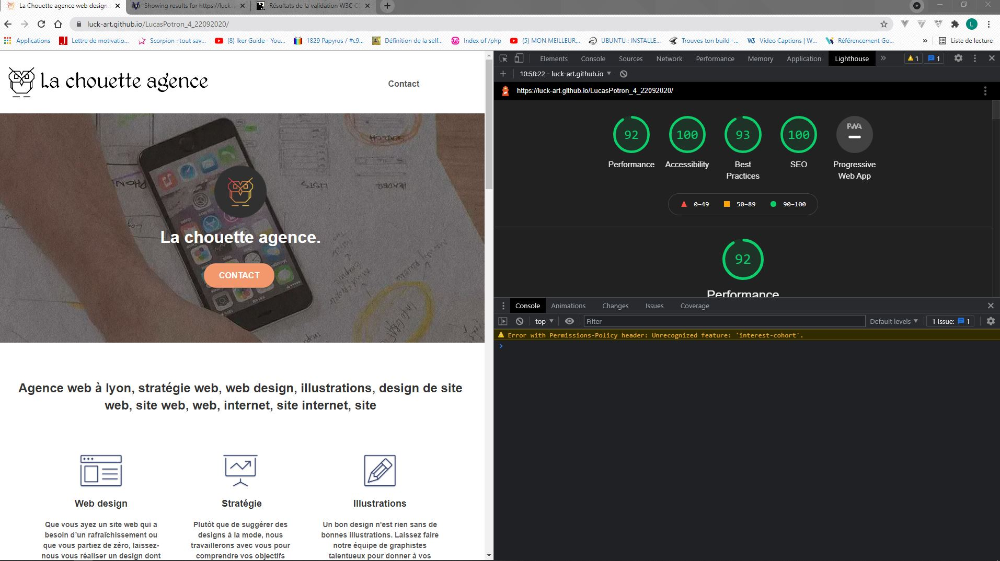 La Chouette agence web design
Showing results for https://luck-a
Résultats de la validation W3C C
luck-art.github.io/LucasPotron_4_22092020/
L
Applications
Lettre de motivatio...
Scorpion : tout sav...
(8) Iker Guide - You...
1829 Papyrus / #c9...
Définition de la self...
Index of /php
(5) MON MEILLEUR...
UBUNTU : INSTALLE...
Trouves ton build -...
Video Captions | W...
Référencement Go...
»
Liste de lecture
La chouette agence
Contact
La chouette agence.
CONTACT
Agence web à lyon, stratégie web, web design, illustrations, design de site
web, site web, web, internet, site internet, site
Web design
Que vous ayez un site web qui a
besoin d'un rafraîchissement ou
que vous partiez de zéro, laissez-
nous vous réaliser un design dont
Stratégie
Plutôt que de suggérer des
designs à la mode, nous
travaillerons avec vous pour
comprendre vos objectifs
Illustrations
Un bon design n'est rien sans de
bonnes illustrations. Laissez faire
notre équipe de graphistes
talentueux pour donner à vos
Elements
Console
Sources
Network
Performance
Memory
Application
Lighthouse
»
1
1
10:58:22 - luck-art.github.io
https://luck-art.github.io/LucasPotron_4_22092020/
92
Performance
100
Accessibility
93
Best
Practices
100
SEO
PWA
Progressive
Web App
0–49
50–89
90–100
92
Performance
Console
Animations
Changes
Issues
Coverage
top
Filter
Default levels
1 Issue:
1
Error with Permissions-Policy header: Unrecognized feature: 'interest-cohort'.